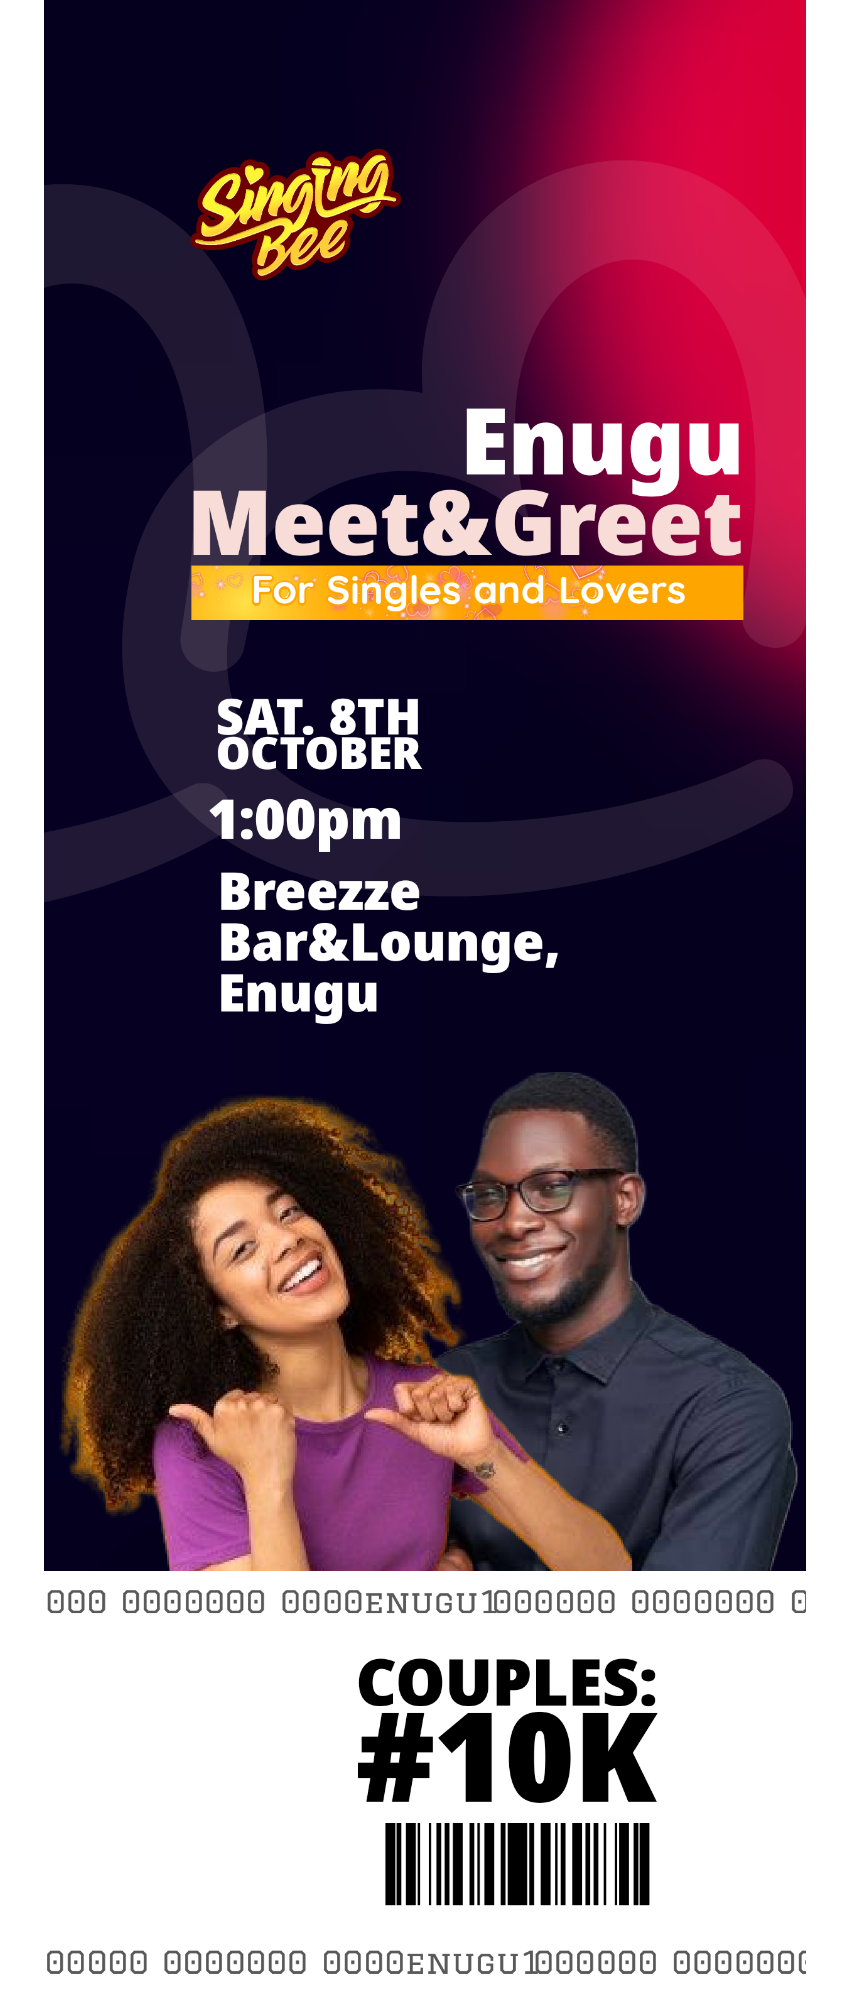 Singing
Bee
Enugu
Meet&Greet
For Singles and Lovers
SAT. 8TH
OCTOBER
1:00pm
Breezze
Bar&Lounge,
Enugu
000 0000000 0000ENUGU1000000 0000000 0
COUPLES:
#10K
00000 0000000 0000ENUGU1000000 0000000